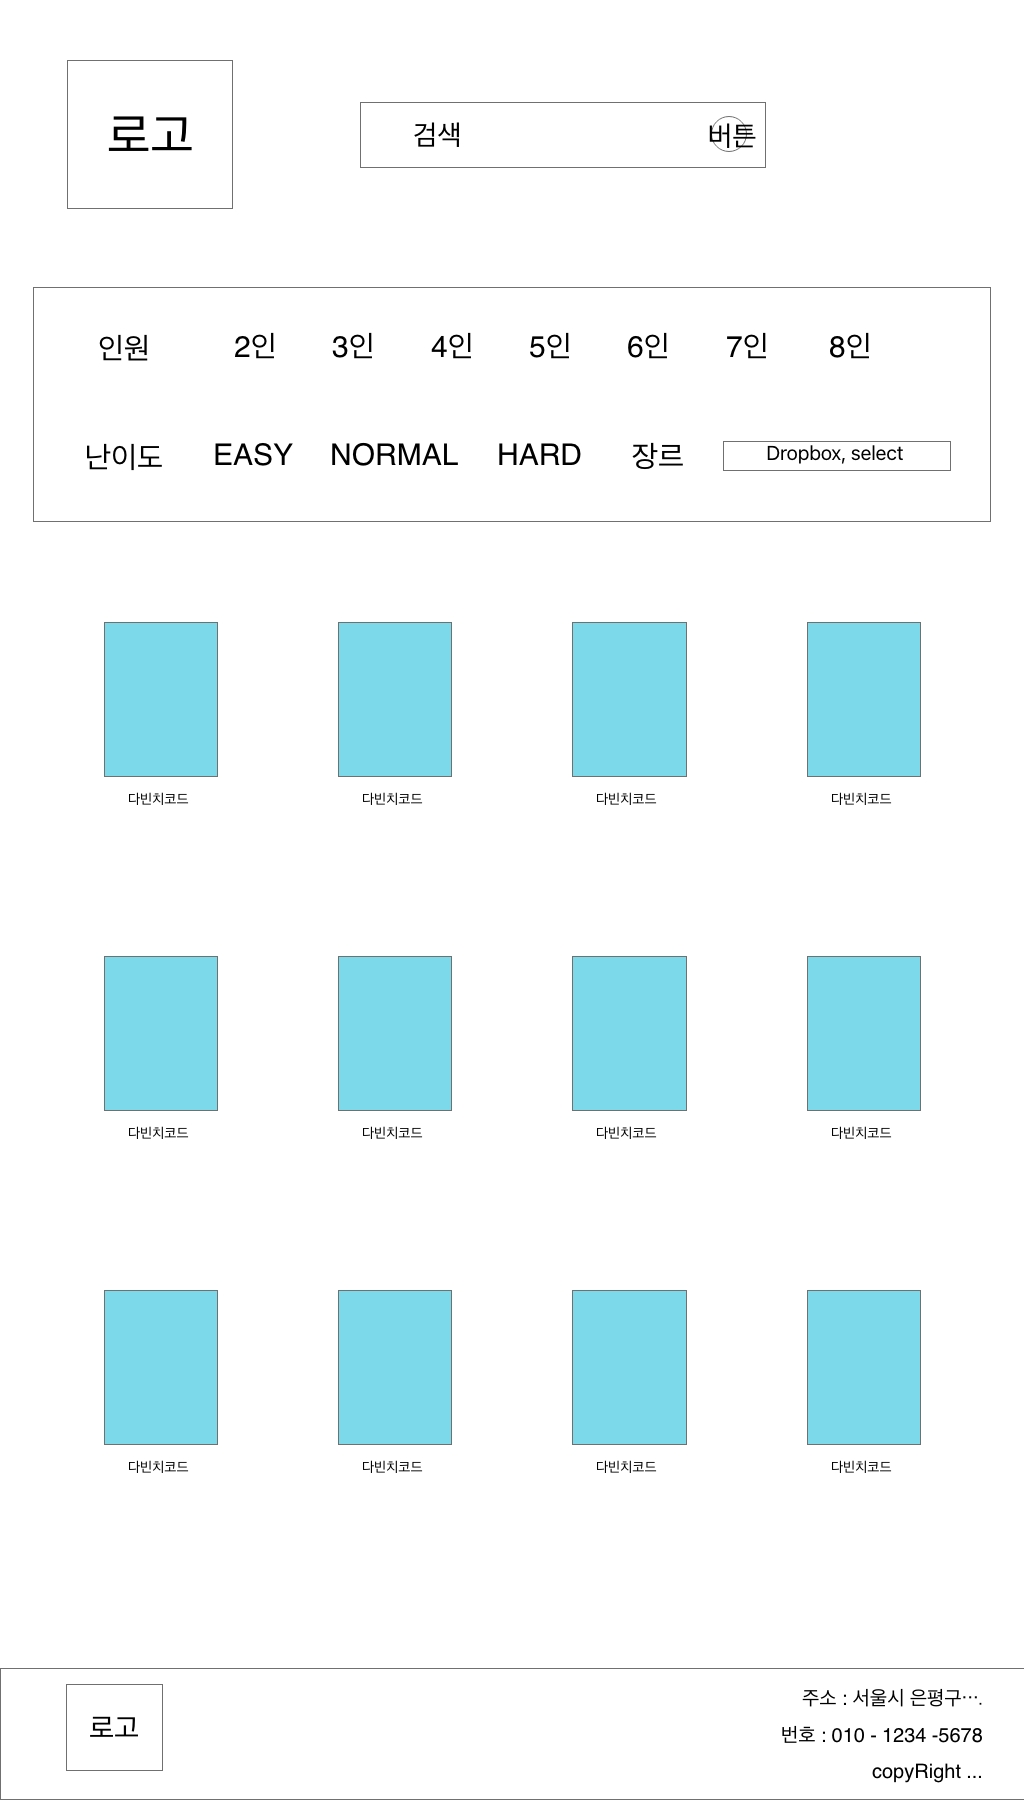 로고
검색 버튼
인원 2인 3인 4인 5인 6인 7인 8인
난이도 EASY NORMAL HARD 장르 Dropbox, select
다빈치코드 다빈치코드 다빈치코드 다빈치코드
다빈치코드 다빈치코드 다빈치코드 다빈치코드
다빈치코드 다빈치코드 다빈치코드 다빈치코드
로고
주소 : 서울시 은평구….
번호 : 010 - 1234 -5678
copyRight ...